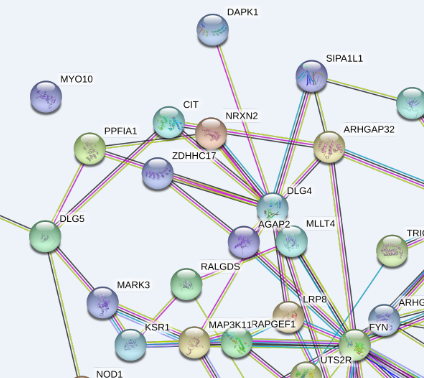 DAPK1
SIPA1L1
MYO10
CIT
NRXN2
ARHGAP32
PPFIA1
ZDHHC17
DLG4
DLG5
AGAP2
MLLT4
TRIO
RALGDS
MARK3
LRP8
ARHG
KSR1
MAP3K11
RAPGEF1
FYN
UTS2R
NOD1